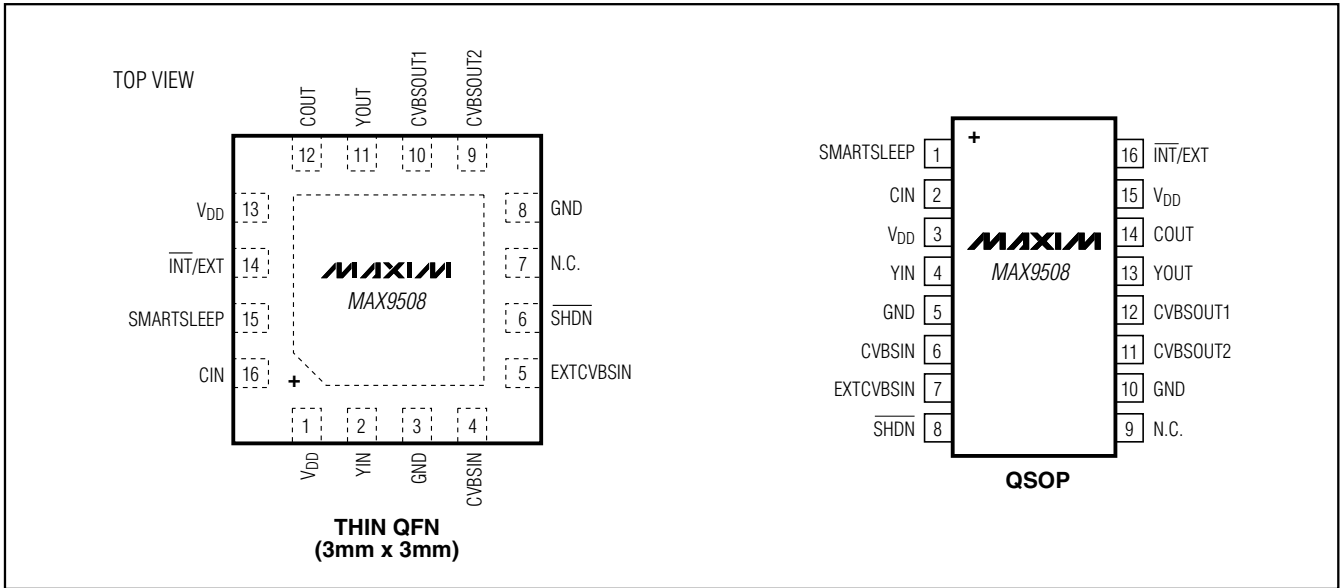 TOP VIEW
COUT
YOUT
CVBSOUT1
CVBSOUT2
12 11 10 9
VDD 13
INT/EXT 14
SMARTSLEEP 15
CIN 16
8 GND
7 N.C.
6 SHDN
5 EXTCVBSIN
MAXIM
MAX9508
+
1 2 3 4
VDD
YIN
GND
CVBSIN
THIN QFN
(3mm x 3mm)
+
SMARTSLEEP 1
CIN 2
VDD 3
YIN 4
GND 5
CVBSIN 6
EXTCVBSIN 7
SHDN 8
MAXIM
MAX9508
16 INT/EXT
15 VDD
14 COUT
13 YOUT
12 CVBSOUT1
11 CVBSOUT2
10 GND
9 N.C.
QSOP